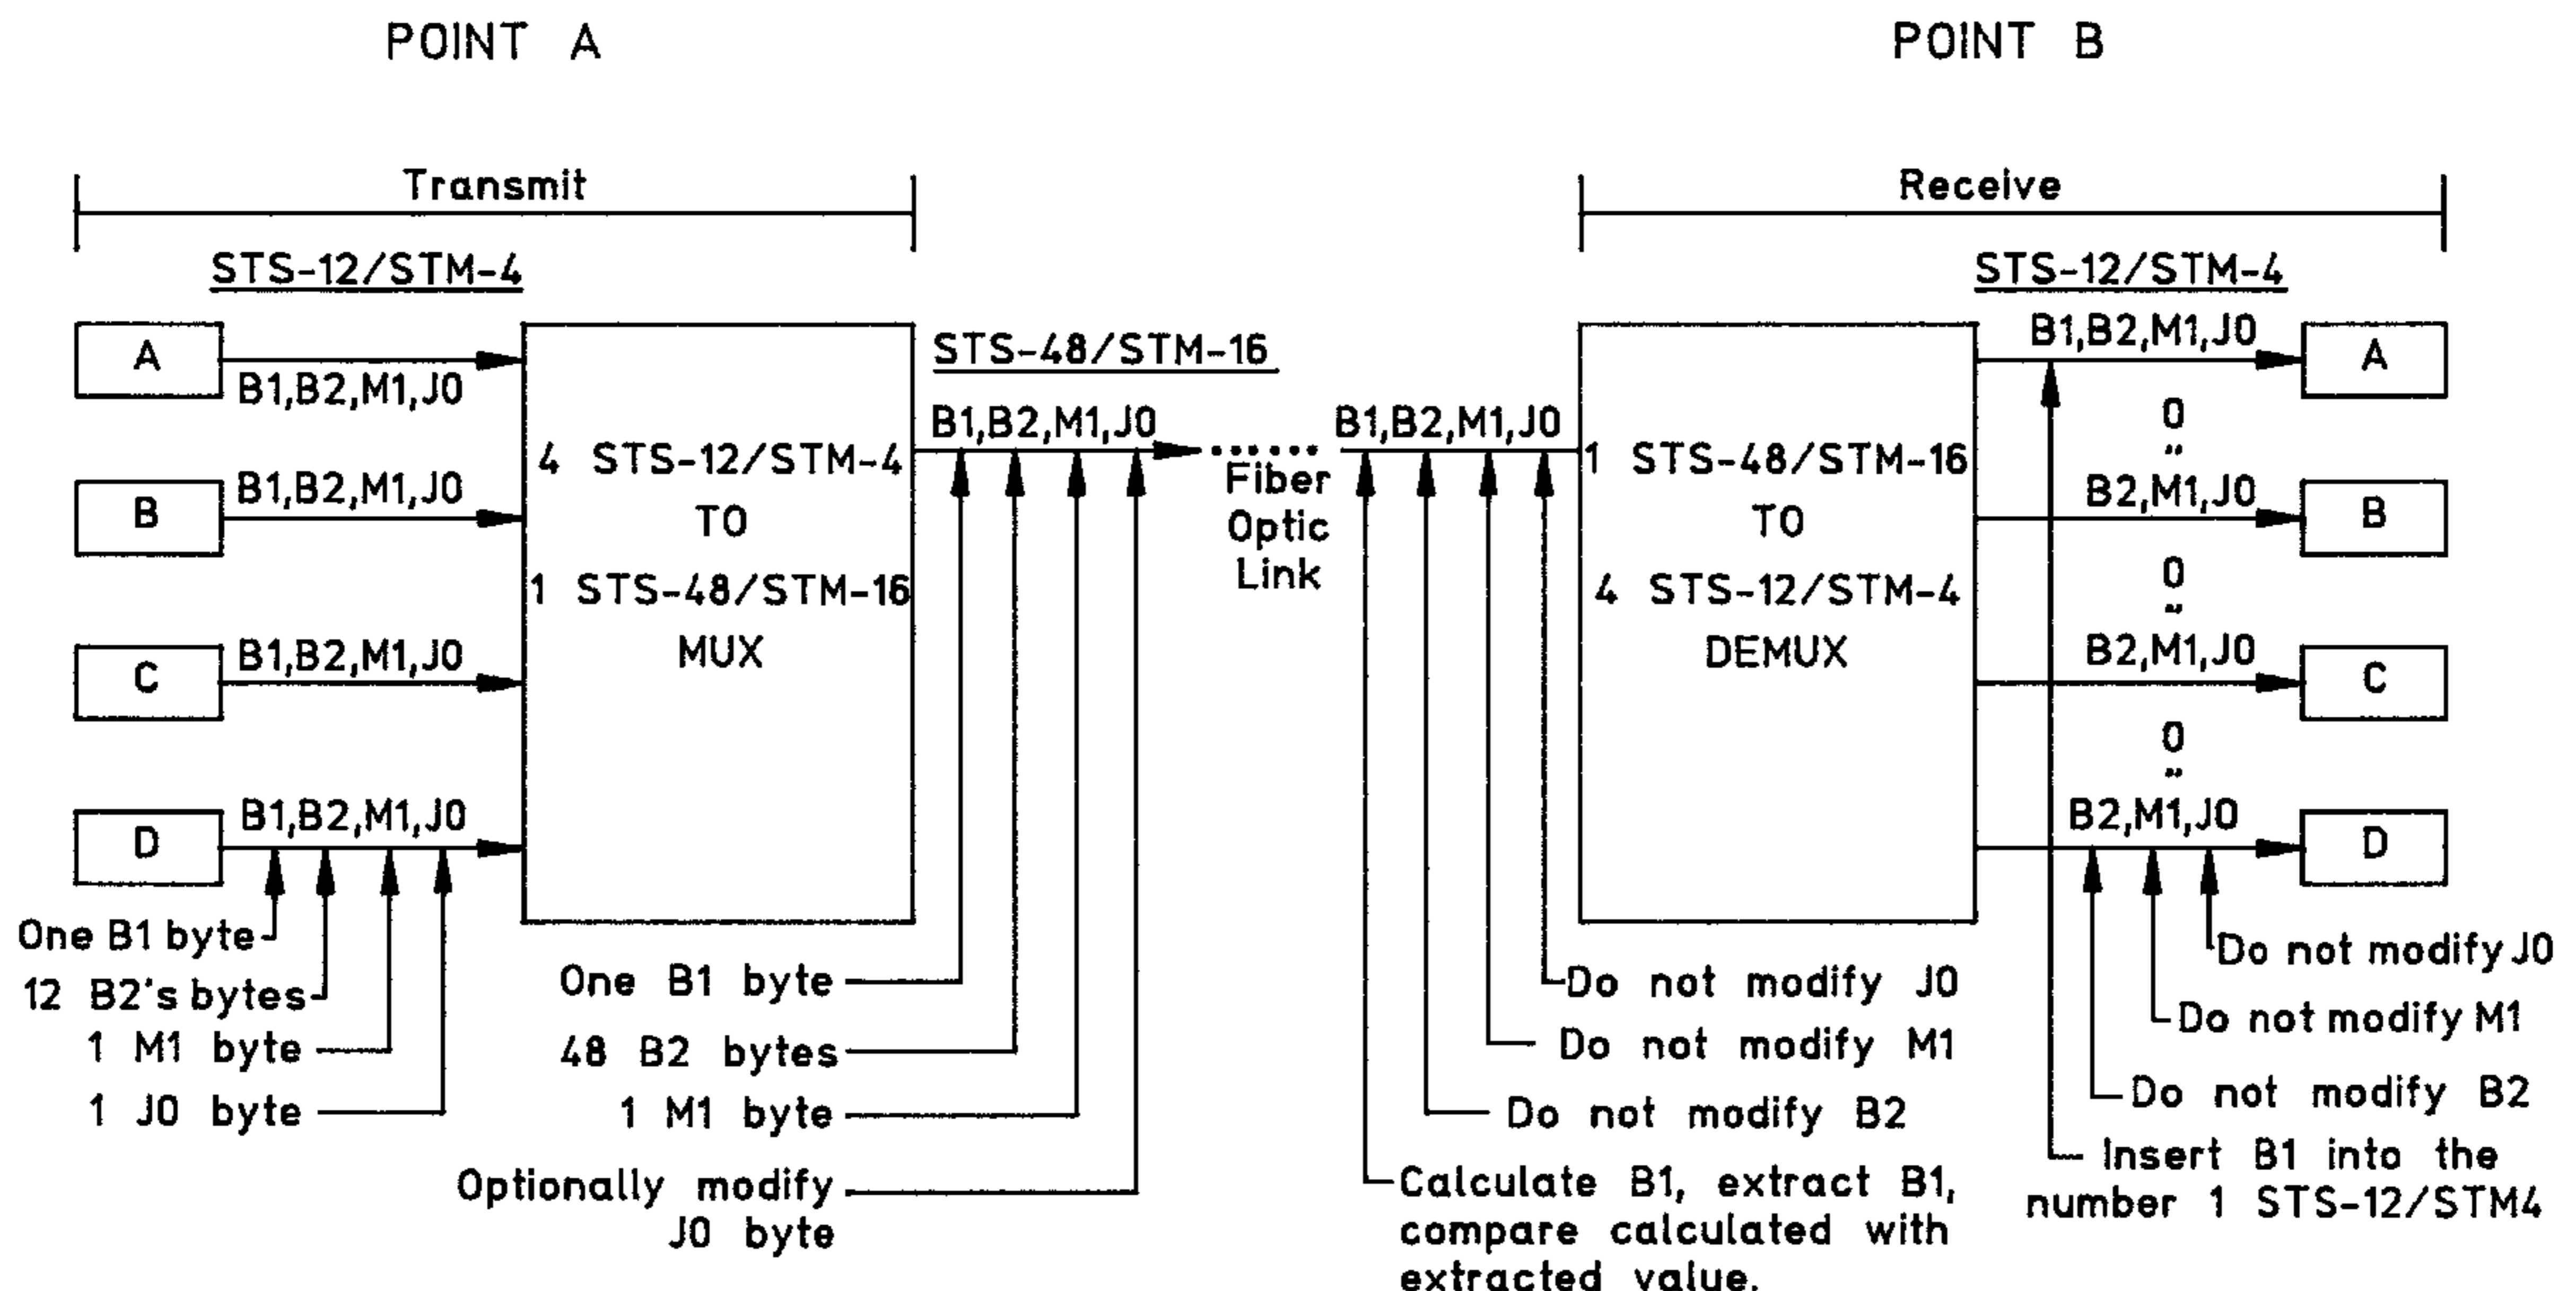 POINT A
POINT B
Transmit
Receive
STS-12/STM-4
A
B1,B2,M1,J0
B
B1,B2,M1,J0
C
B1,B2,M1,J0
D
B1,B2,M1,J0
One B1 byte
12 B2's bytes
1 M1 byte
1 J0 byte
4 STS-12/STM-4
TO
1 STS-48/STM-16
MUX
STS-48/STM-16
B1,B2,M1,J0
One B1 byte
48 B2 bytes
1 M1 byte
Optionally modify
J0 byte
Fiber
Optic
Link
B1,B2,M1,J0
1 STS-48/STM-16
TO
4 STS-12/STM-4
DEMUX
Do not modify J0
Do not modify M1
Do not modify B2
Calculate B1, extract B1,
compare calculated with
extracted value.
STS-12/STM-4
B1,B2,M1,J0
A
0
"
B2,M1,J0
B
0
"
B2,M1,J0
C
0
"
B2,M1,J0
D
Do not modify J0
Do not modify M1
Do not modify B2
Insert B1 into the
number 1 STS-12/STM4